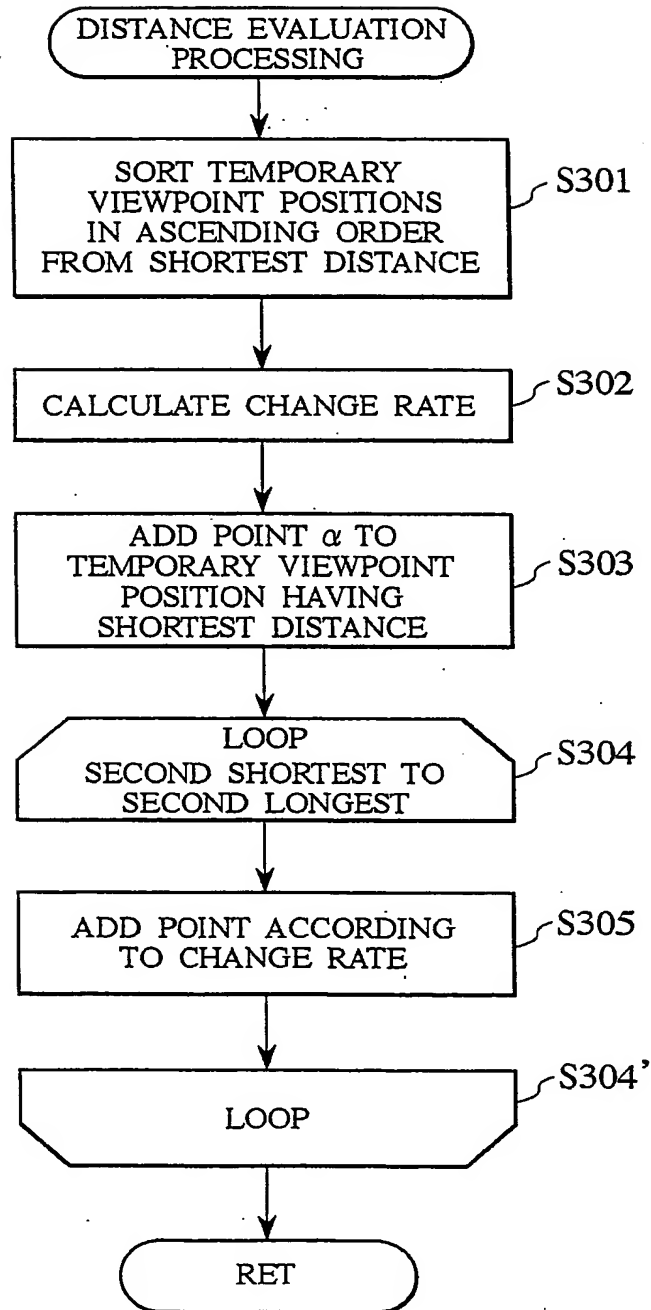 DISTANCE EVALUATION
PROCESSING
SORT TEMPORARY
VIEWPOINT POSITIONS
IN ASCENDING ORDER
FROM SHORTEST DISTANCE
S301
CALCULATE CHANGE RATE
S302
ADD POINT α TO
TEMPORARY VIEWPOINT
POSITION HAVING
SHORTEST DISTANCE
S303
LOOP
SECOND SHORTEST TO
SECOND LONGEST
S304
ADD POINT ACCORDING
TO CHANGE RATE
S305
LOOP
S304’
RET